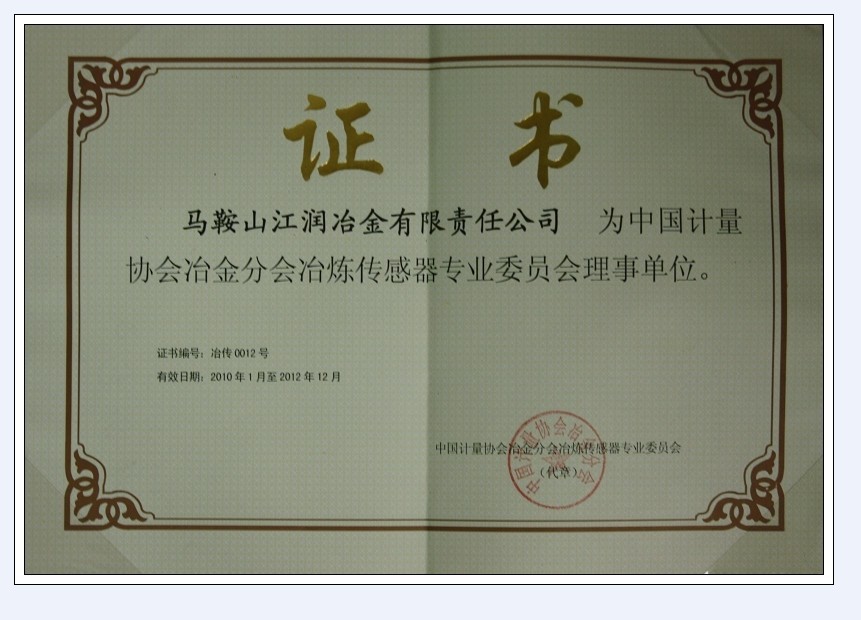 证书
马鞍山江润冶金有限责任公司 为中国计量
协会冶金分会冶炼传感器专业委员会理事单位。
证书编号：冶传0012号
有效日期：2010年1月至2012年12月
中国计量协会冶金分会冶炼传感器专业委员会
（代章）